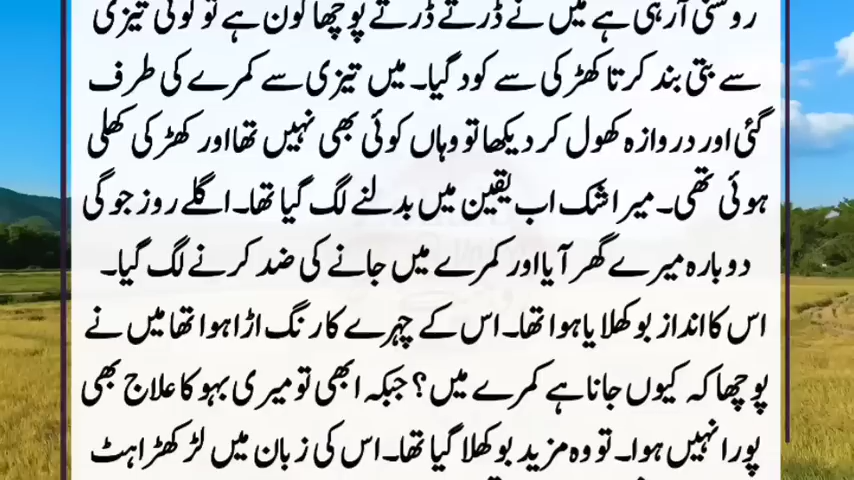 روشنی آرہی ہے میں نے ڈرتے ڈرتے پوچھا کون ہے تو کوئی تیزی
سے بتی بند کرتا کھڑکی سے کود گیا۔ میں تیزی سے کمرے کی طرف
گئی اور دروازہ کھول کر دیکھا تو وہاں کوئی بھی نہیں تھا اور کھڑکی کھلی
ہوئی تھی۔ میرا شک اب یقین میں بدلنے لگ گیا تھا۔ اگلے روز جوگی
دوبارہ میرے گھر آیا اور کمرے میں جانے کی ضد کرنے لگ گیا۔
اس کا انداز بوکھلایا ہوا تھا۔ اس کے چہرے کا رنگ اڑا ہوا تھا میں نے
پوچھا کہ کیوں جانا ہے کمرے میں؟ جبکہ ابھی تو میری بہو کا علاج بھی
پورا نہیں ہوا۔ تو وہ مزید بوکھلا گیا تھا۔ اس کی زبان میں لڑکھڑاہٹ